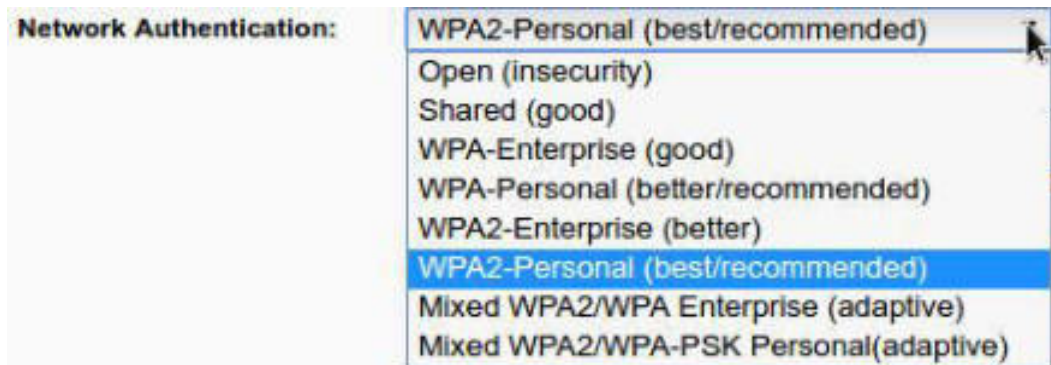 Network Authentication: WPA2-Personal (best/recommended)
Open (insecurity)
Shared (good)
WPA-Enterprise (good)
WPA-Personal (better/recommended)
WPA2-Enterprise (better)
WPA2-Personal (best/recommended)
Mixed WPA2/WPA Enterprise (adaptive)
Mixed WPA2/WPA-PSK Personal(adaptive)